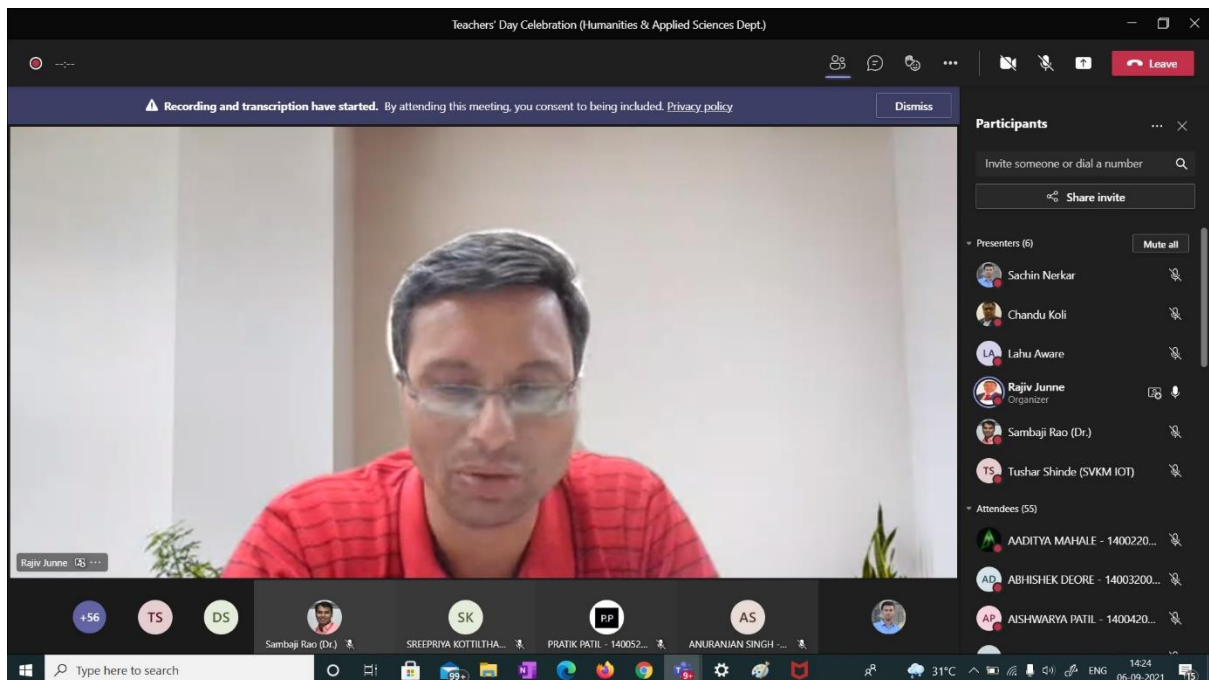 Teachers' Day Celebration (Humanities & Applied Sciences Dept.)
--:--
Leave
Recording and transcription have started. By attending this meeting, you consent to being included. Privacy policy
Dismiss
Participants
Invite someone or dial a number
Share invite
Presenters (6)
Mute all
Sachin Nerkar
Chandu Koli
LA Lahu Aware
Rajiv Junne
Organizer
Sambaji Rao (Dr.)
TS Tushar Shinde (SVKM IOT)
Attendees (55)
AADITYA MAHALE - 1400220...
AD ABHISHEK DEORE - 14003200...
AP AISHWARYA PATIL - 1400420...
Rajiv Junne ...
+56 TS DS SK P.P AS
Sambaji Rao (Dr.) SREEPRIYA KOTTILTHA... PRATIK PATIL - 140052... ANURANJAN SINGH -...
Type here to search 99+ 9+ 31°C ENG 14:24
06-09-2021 15